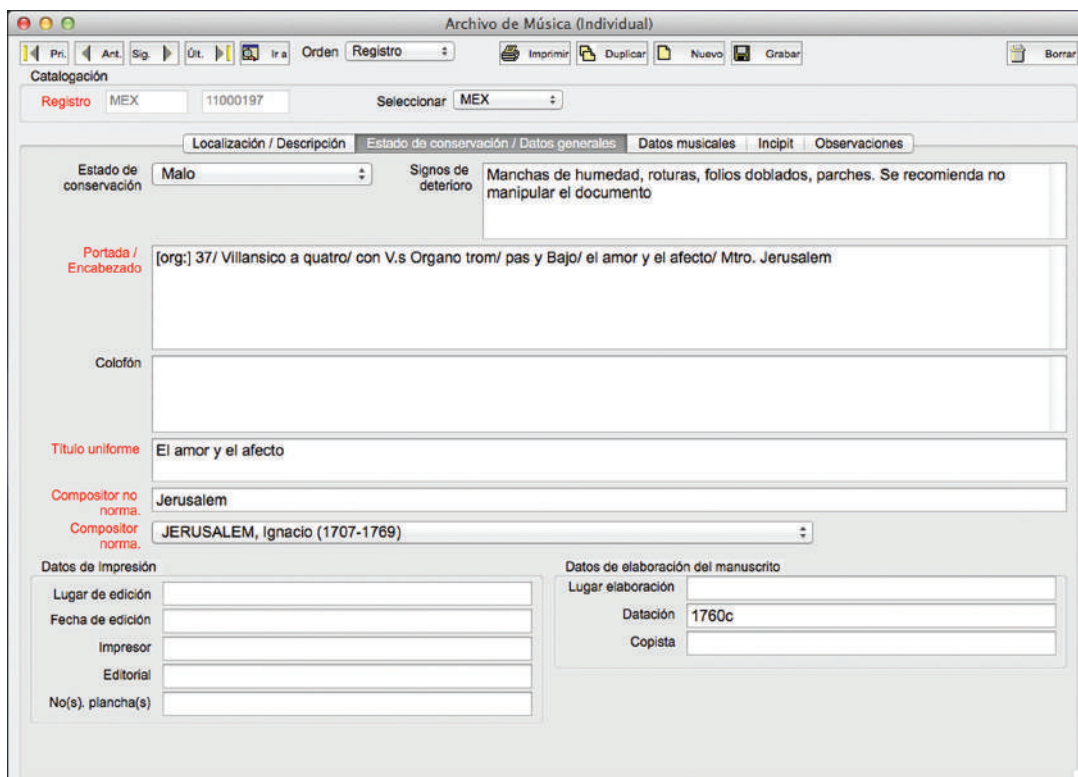 Archivo de Música (Individual)
Pri. Ant. Sig. Últ. Ir a Orden Registro Imprimir Duplicar Nuevo Grabar Borrar
Catalogación
Registro MEX 11000197 Seleccionar MEX
Localización / Descripción Estado de conservación / Datos generales Datos musicales Incipit Observaciones
Estado de conservación Malo
Signos de deterioro
Manchas de humedad, roturas, folios doblados, parches. Se recomienda no
manipular el documento
Portada /
Encabezado
[org:] 37/ Villansico a quatro/ con V.s Organo trom/ pas y Bajo/ el amor y el afecto/ Mtro. Jerusalem
Colofón
Título uniforme El amor y el afecto
Compositor no
norma.
Jerusalem
Compositor
norma.
JERUSALEM, Ignacio (1707-1769)
Datos de Impresión
Lugar de edición
Fecha de edición
Impresor
Editorial
No(s). plancha(s)
Datos de elaboración del manuscrito
Lugar elaboración
Datación 1760c
Copista